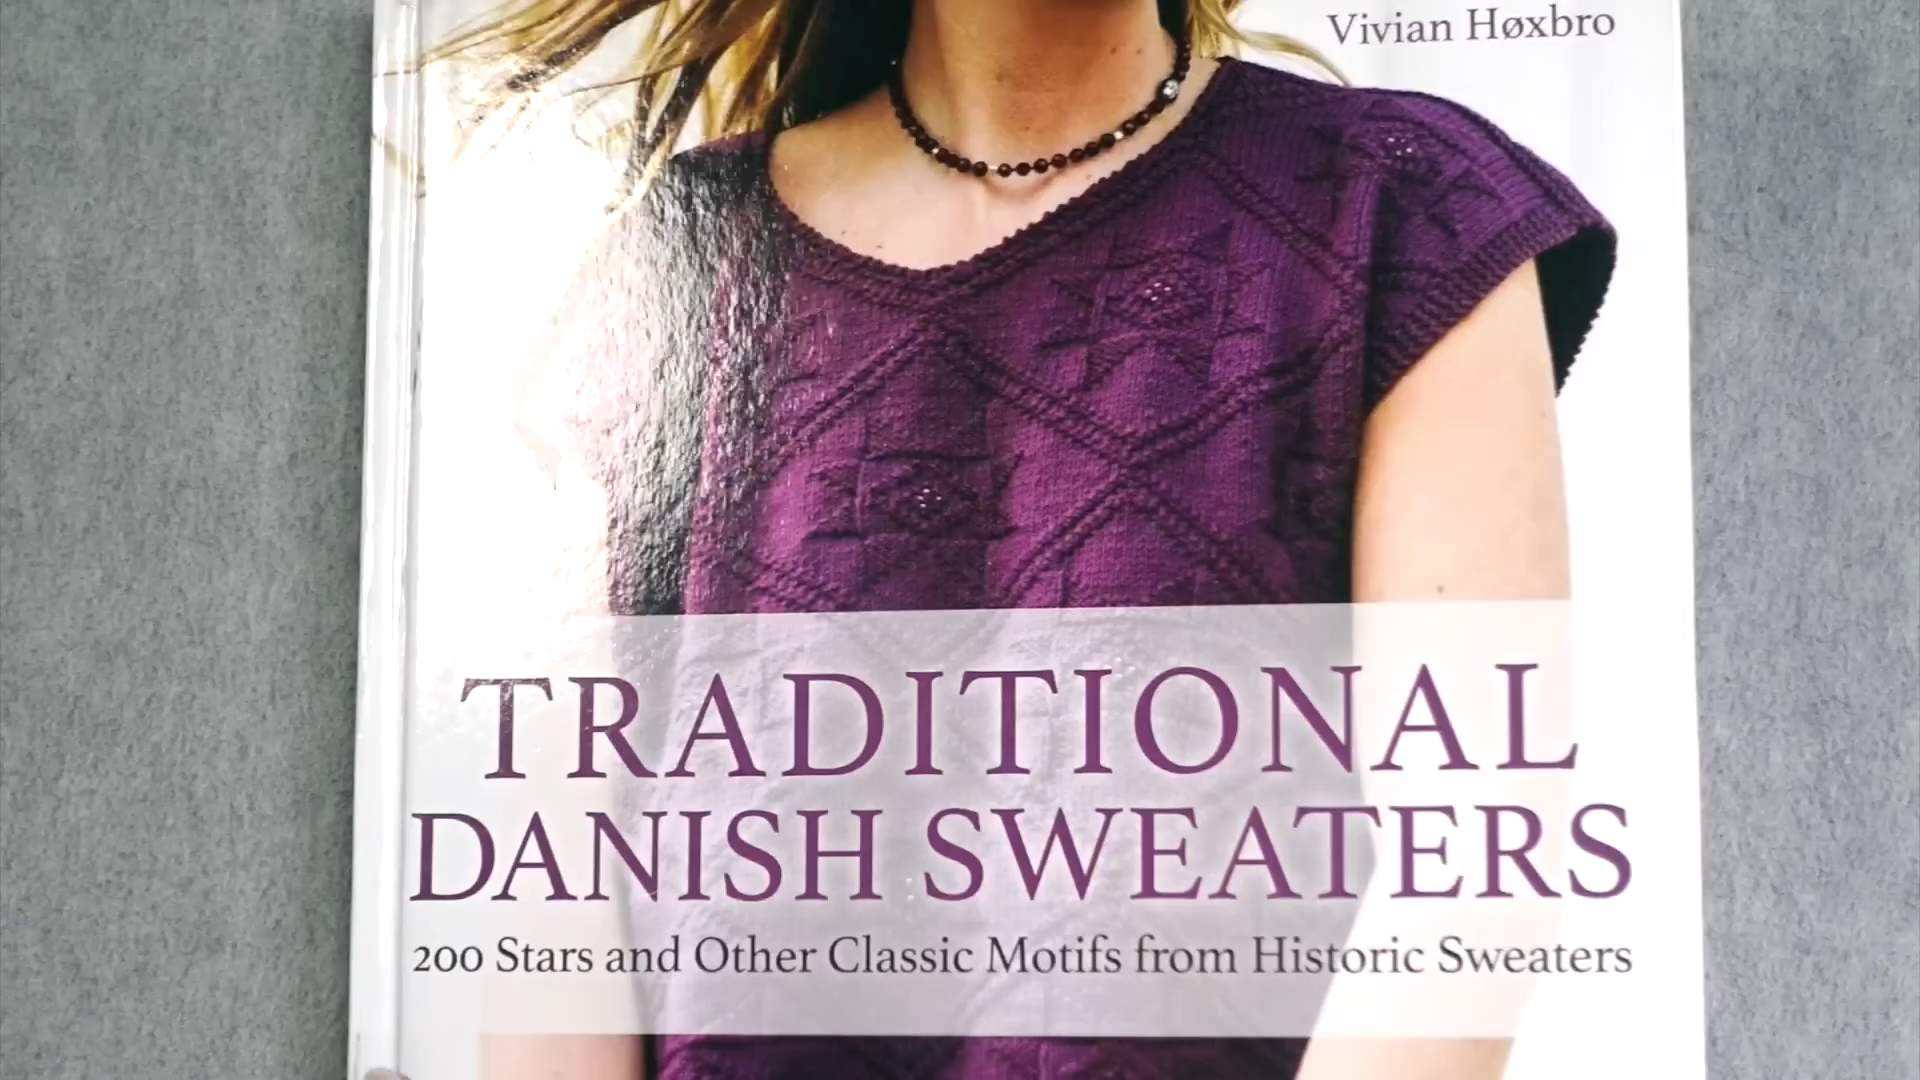 Vivian Høxbro
TRADITIONAL
DANISH SWEATERS
200 Stars and Other Classic Motifs from Historic Sweaters